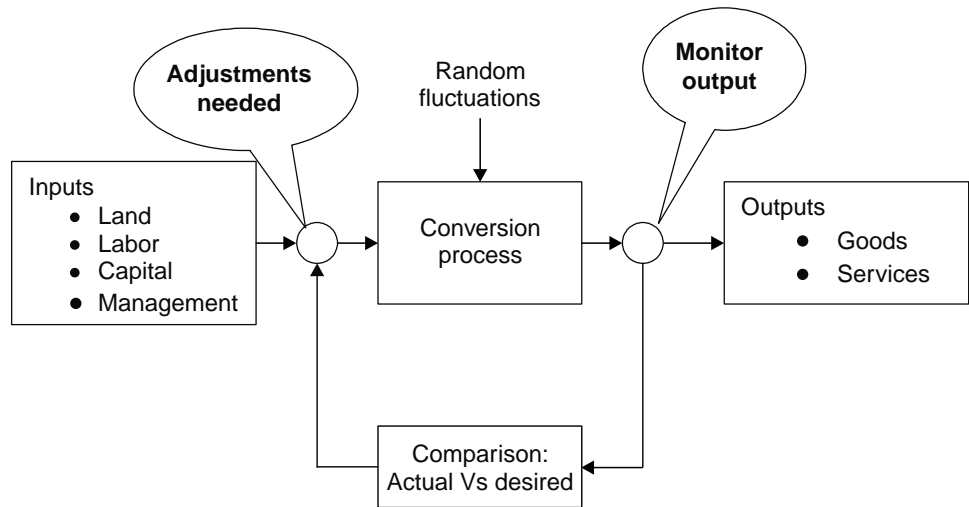 Adjustments
needed
Random
fluctuations
Monitor
output
Inputs
• Land
• Labor
• Capital
• Management
Conversion
process
Outputs
• Goods
• Services
Comparison:
Actual Vs desired